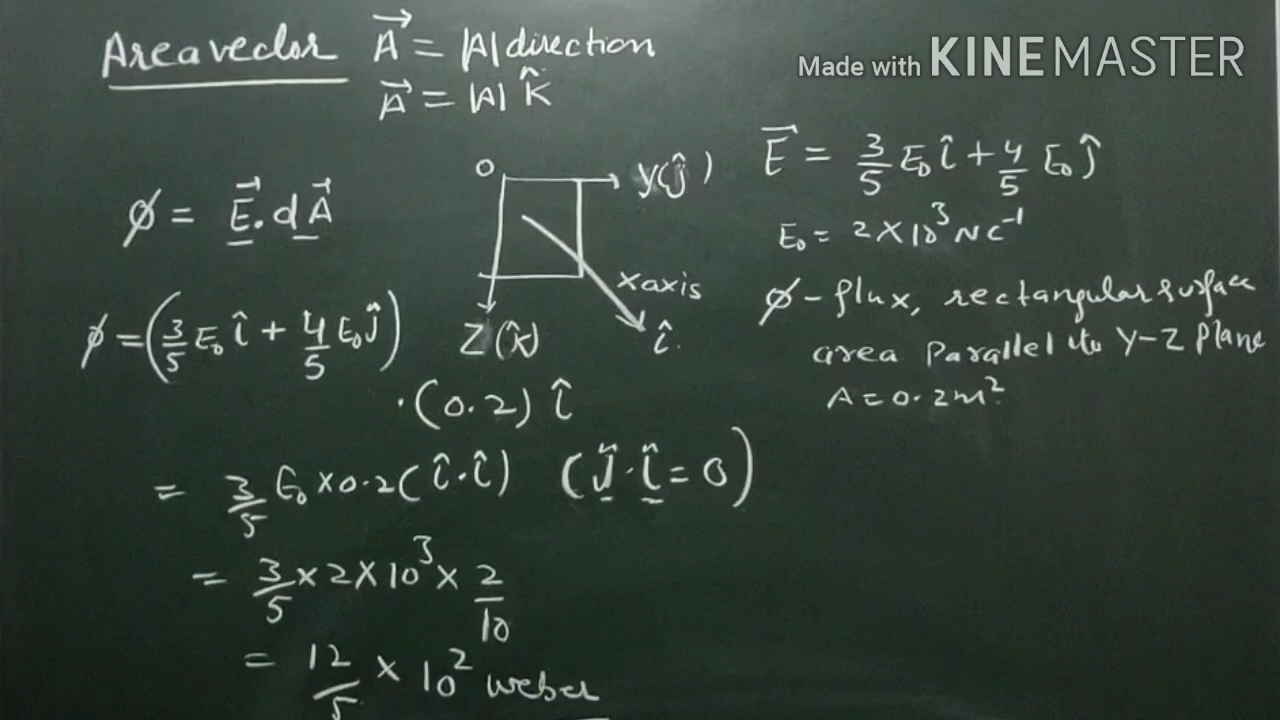 Area vector A⃗ = |A| direction
A⃗ = |A| k̂
Made with KINEMASTER
ϕ = E⃗.dA⃗
O
Y(ĵ)
x axis
î
Z(k̂)
E⃗ = 3/5 E₀ î + 4/5 E₀ ĵ
E₀ = 2 × 10³ NC⁻¹
ϕ - flux, rectangular surface
area parallel to Y-Z plane
A = 0.2m²
ϕ = (3/5 E₀ î + 4/5 E₀ ĵ)
.(0.2) î
= 3/5 E₀ × 0.2 (î.î) (ĵ.î = 0)
= 3/5 × 2 × 10³ × 2/10
= 12/5 × 10² weber